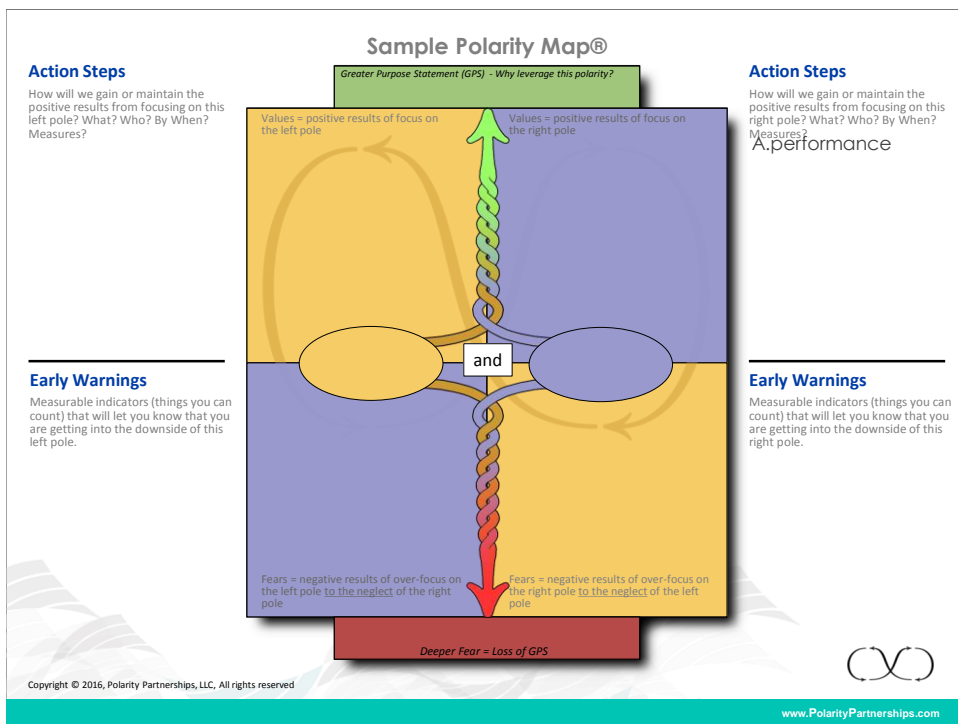 Sample Polarity Map®
Action Steps
How will we gain or maintain the
positive results from focusing on this
left pole? What? Who? By When?
Measures?
Greater Purpose Statement (GPS)  - Why leverage this polarity?
Values = positive results of focus on
the left pole
Values = positive results of focus on
the right pole
Action Steps
How will we gain or maintain the
positive results from focusing on this
right pole? What? Who? By When?
Measures?
A.performance
and
Early Warnings
Measurable indicators (things you can
count) that will let you know that you
are getting into the downside of this
left pole.
Early Warnings
Measurable indicators (things you can
count) that will let you know that you
are getting into the downside of this
right pole.
Fears = negative results of over-focus on
the left pole to the neglect of the right
pole
Fears = negative results of over-focus on
the right pole to the neglect of the left
pole
Deeper Fear = Loss of GPS
Copyright © 2016, Polarity Partnerships, LLC, All rights reserved
www.PolarityPartnerships.com